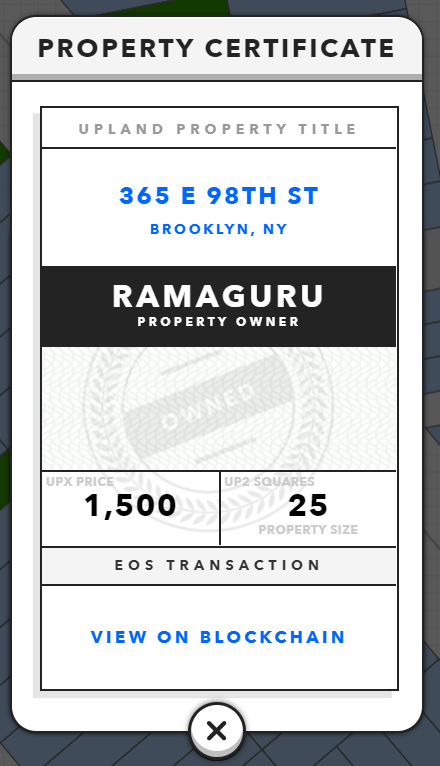 PROPERTY CERTIFICATE
UPLAND PROPERTY TITLE
365 E 98TH ST
BROOKLYN, NY
RAMAGURU
PROPERTY OWNER
OWNED
UPX PRICE
1,500
UP2 SQUARES
25
PROPERTY SIZE
EOS TRANSACTION
VIEW ON BLOCKCHAIN